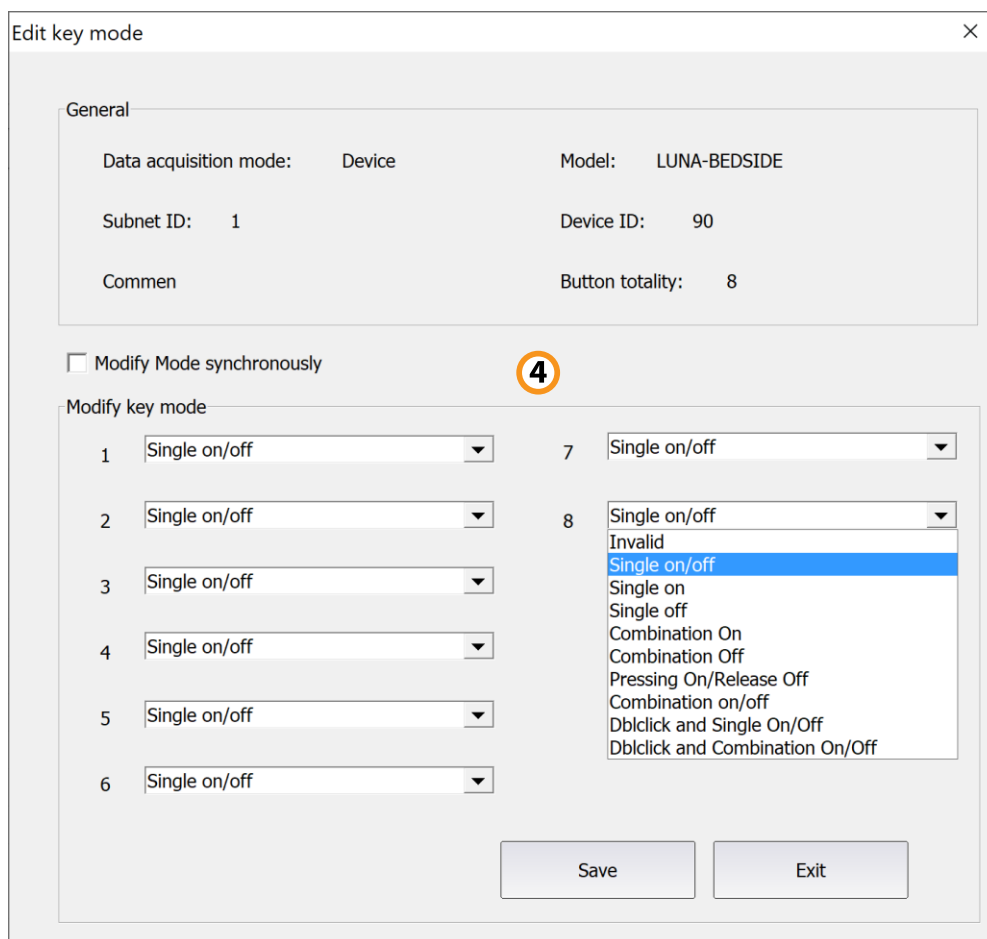 Edit key mode
General
Data acquisition mode: Device
Model: LUNA-BEDSIDE
Subnet ID: 1
Device ID: 90
Commen
Button totality: 8
Modify Mode synchronously
4
Modify key mode
1 Single on/off
2 Single on/off
3 Single on/off
4 Single on/off
5 Single on/off
6 Single on/off
7 Single on/off
8 Single on/off
Invalid
Single on/off
Single on
Single off
Combination On
Combination Off
Pressing On/Release Off
Combination on/off
Dblclick and Single On/Off
Dblclick and Combination On/Off
Save
Exit